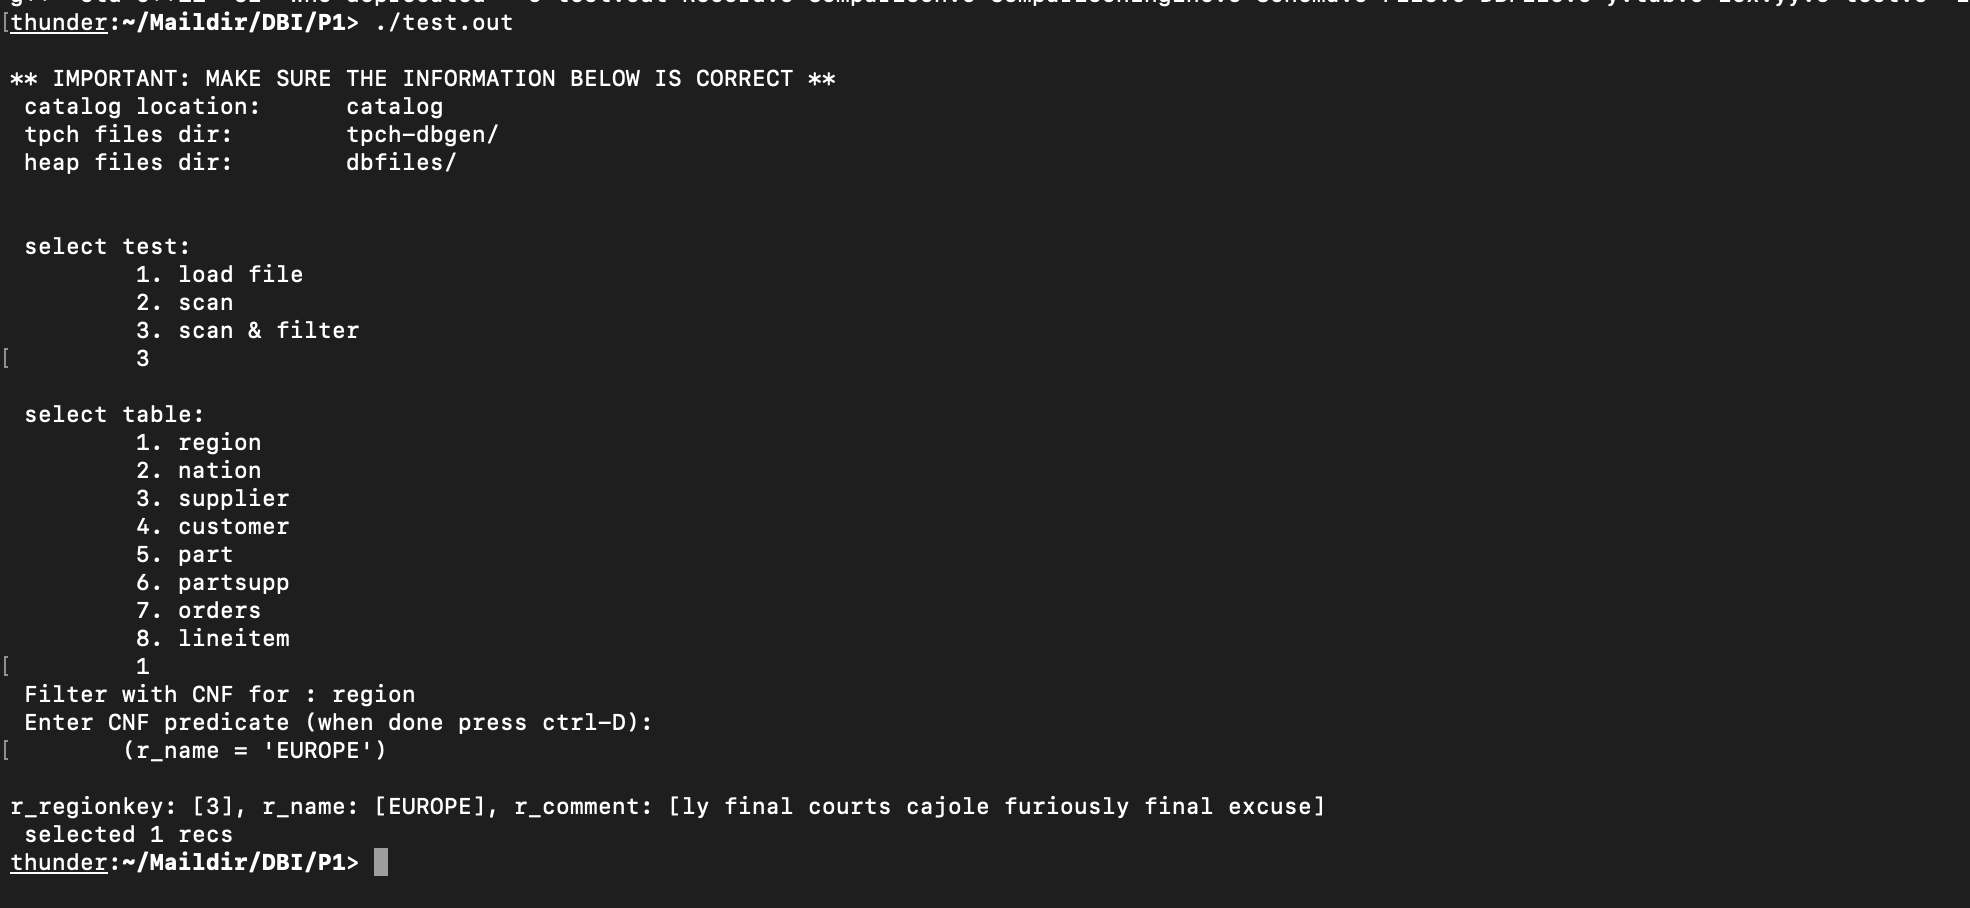 [thunder:~/Maildir/DBI/P1> ./test.out
** IMPORTANT: MAKE SURE THE INFORMATION BELOW IS CORRECT **
catalog location: catalog
tpch files dir: tpch-dbgen/
heap files dir: dbfiles/
select test:
1. load file
2. scan
3. scan & filter
[ 3
select table:
1. region
2. nation
3. supplier
4. customer
5. part
6. partsupp
7. orders
8. lineitem
[ 1
Filter with CNF for : region
Enter CNF predicate (when done press ctrl-D):
[ (r_name = 'EUROPE')
r_regionkey: [3], r_name: [EUROPE], r_comment: [ly final courts cajole furiously final excuse]
selected 1 recs
thunder:~/Maildir/DBI/P1>